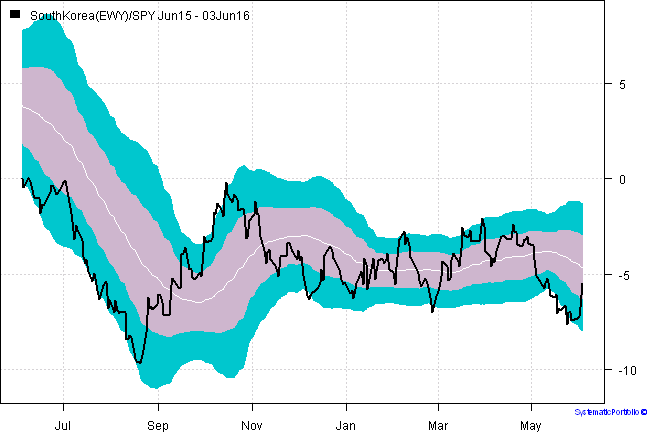 SouthKorea(EWY)/SPY Jun15 - 03Jun16
5
0
-5
-10
Jul Sep Nov Jan Mar May
SystematicPortfolio ©